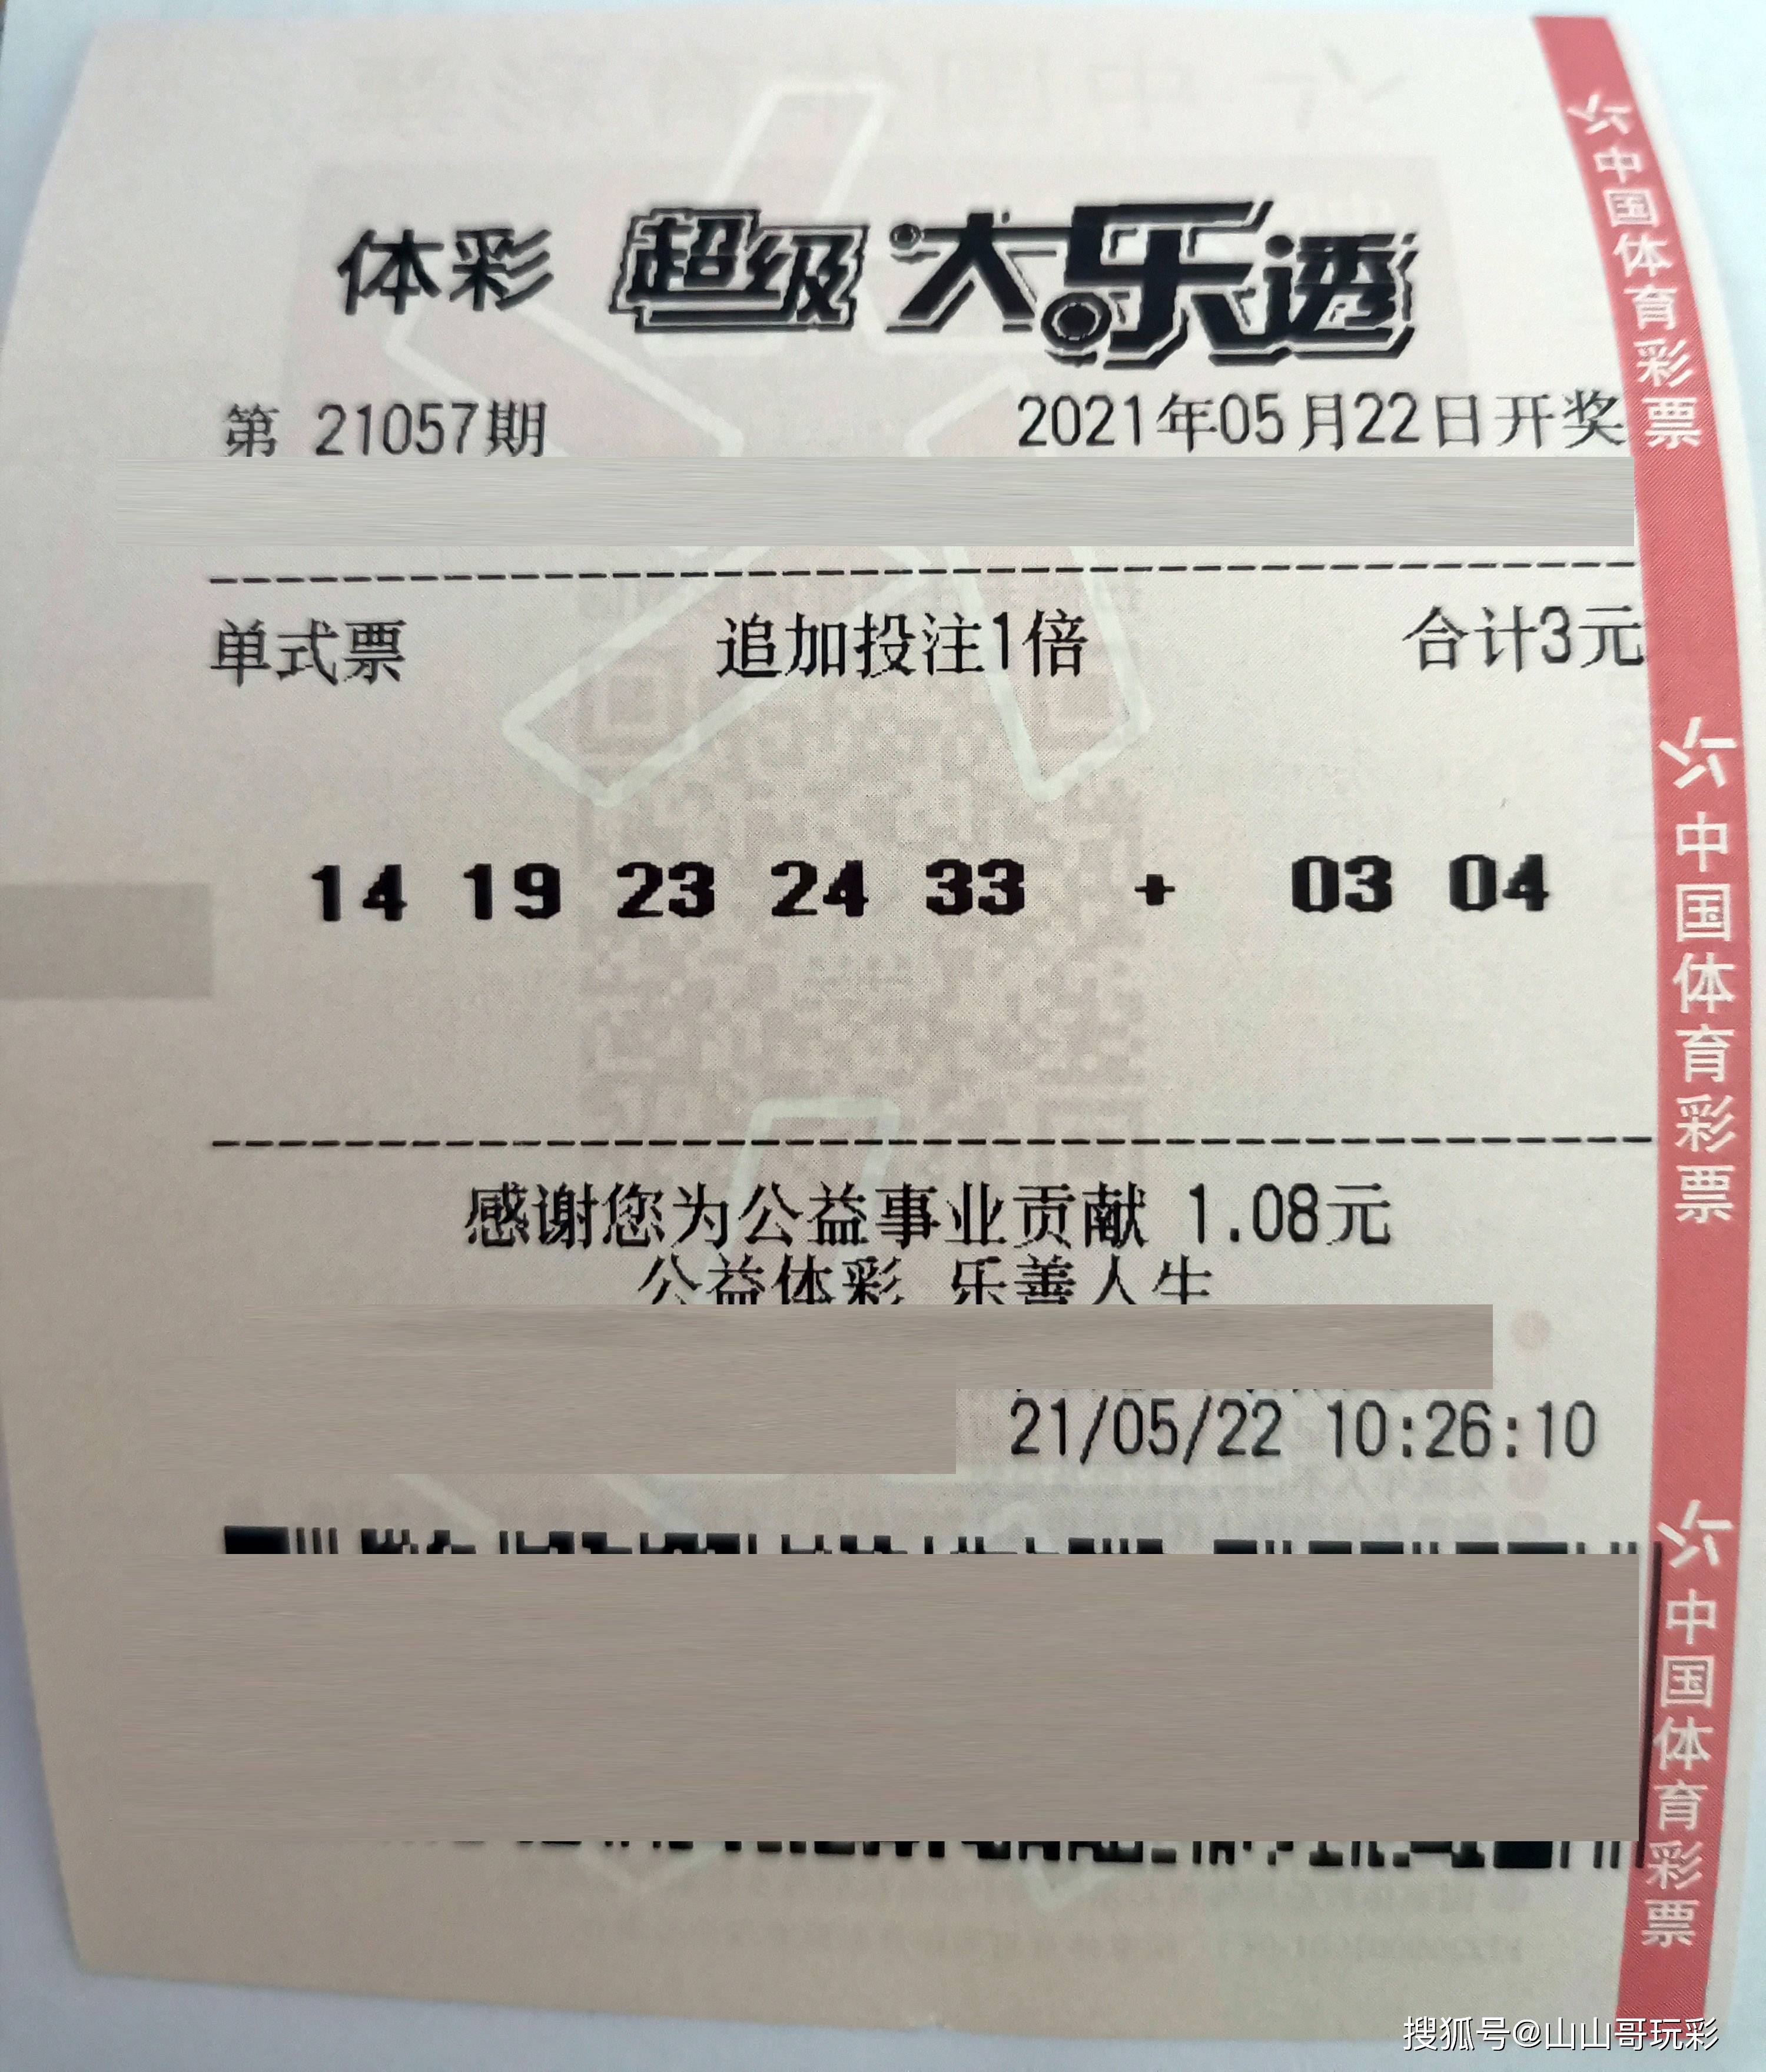 体彩 超级大乐透
第 21057期 2021年05月22日开奖
单式票 追加投注1倍 合计3元
14 19 23 24 33 + 03 04
感谢您为公益事业贡献 1.08元
公益体彩 乐善人生
21/05/22 10:26:10
中国体育彩票
中国体育彩票
中国体育彩票
搜狐号@山山哥玩彩